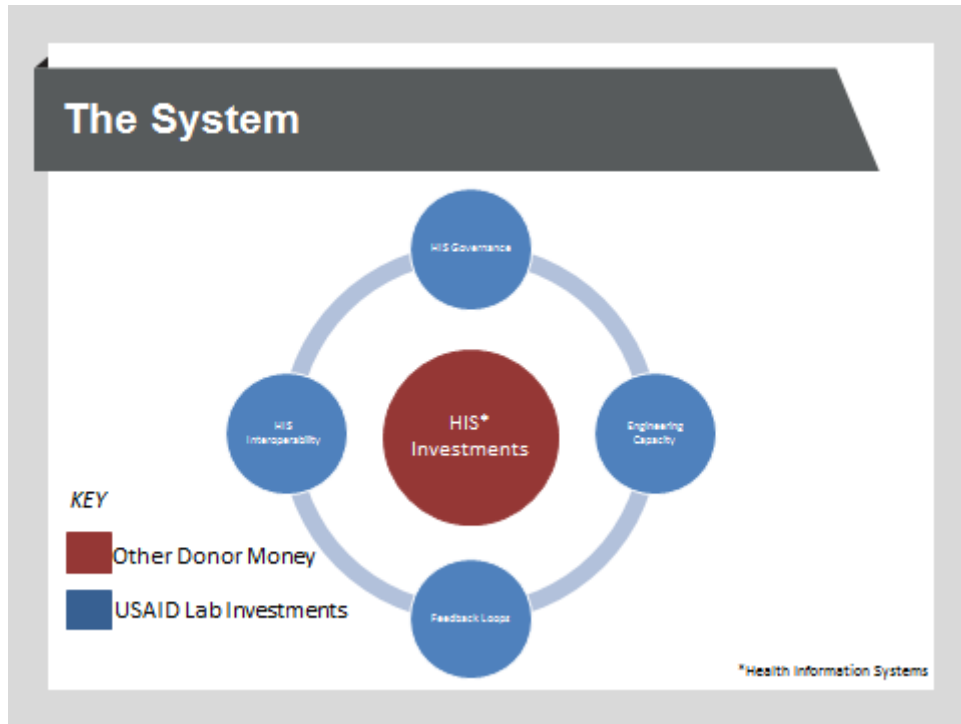 The System
HIS Governance
HIS
Interoperability
HIS*
Investments
Engineering
Capacity
KEY
Other Donor Money
USAID Lab Investments
Feedback Loops
*Health Information Systems